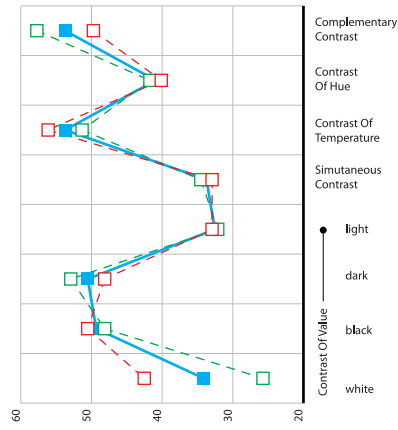 Complementary
Contrast
Contrast
Of Hue
Contrast Of
Temperature
Simutaneous
Contrast
light
dark
black
white
Contrast Of Value
60
50
40
30
20